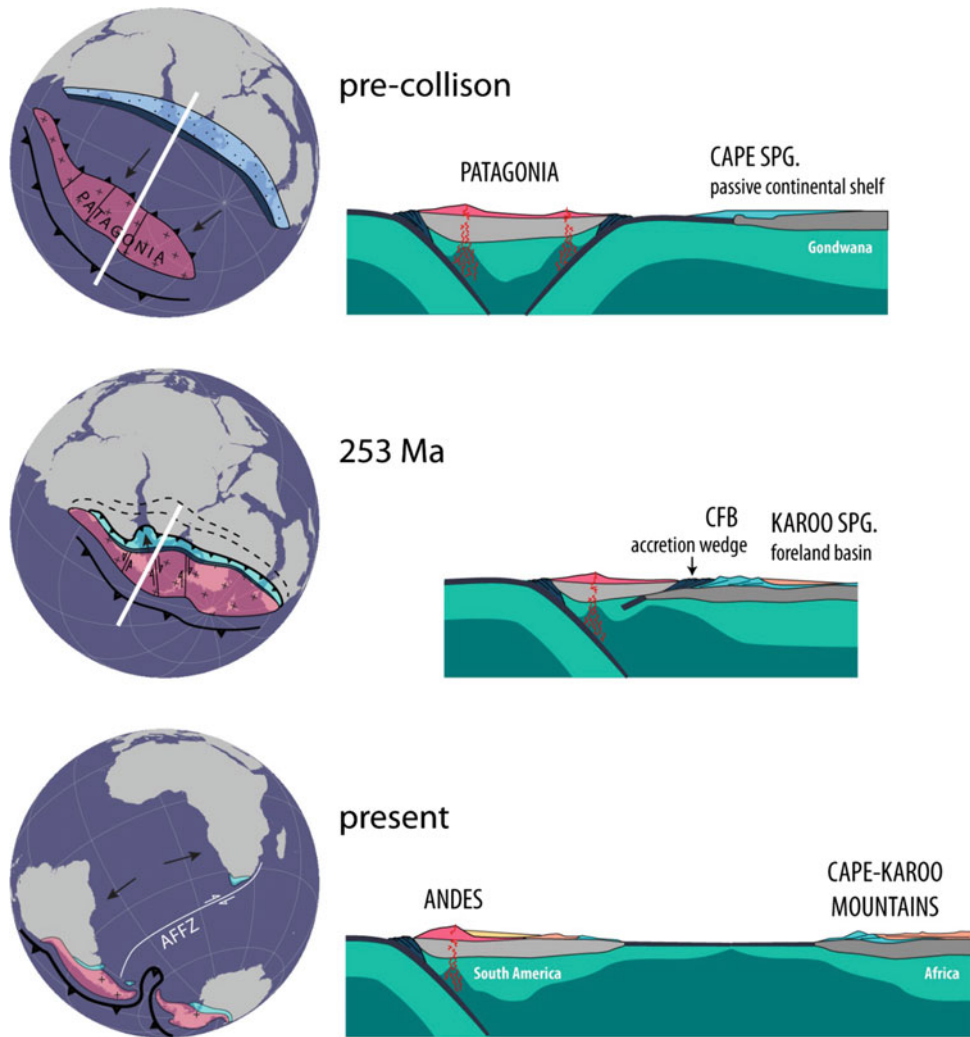 pre-collison
PATAGONIA
PATAGONIA
CAPE SPG.
passive continental shelf
Gondwana
253 Ma
CFB
accretion wedge
KAROO SPG.
foreland basin
present
AFFZ
ANDES
CAPE-KAROO
MOUNTAINS
South America
Africa